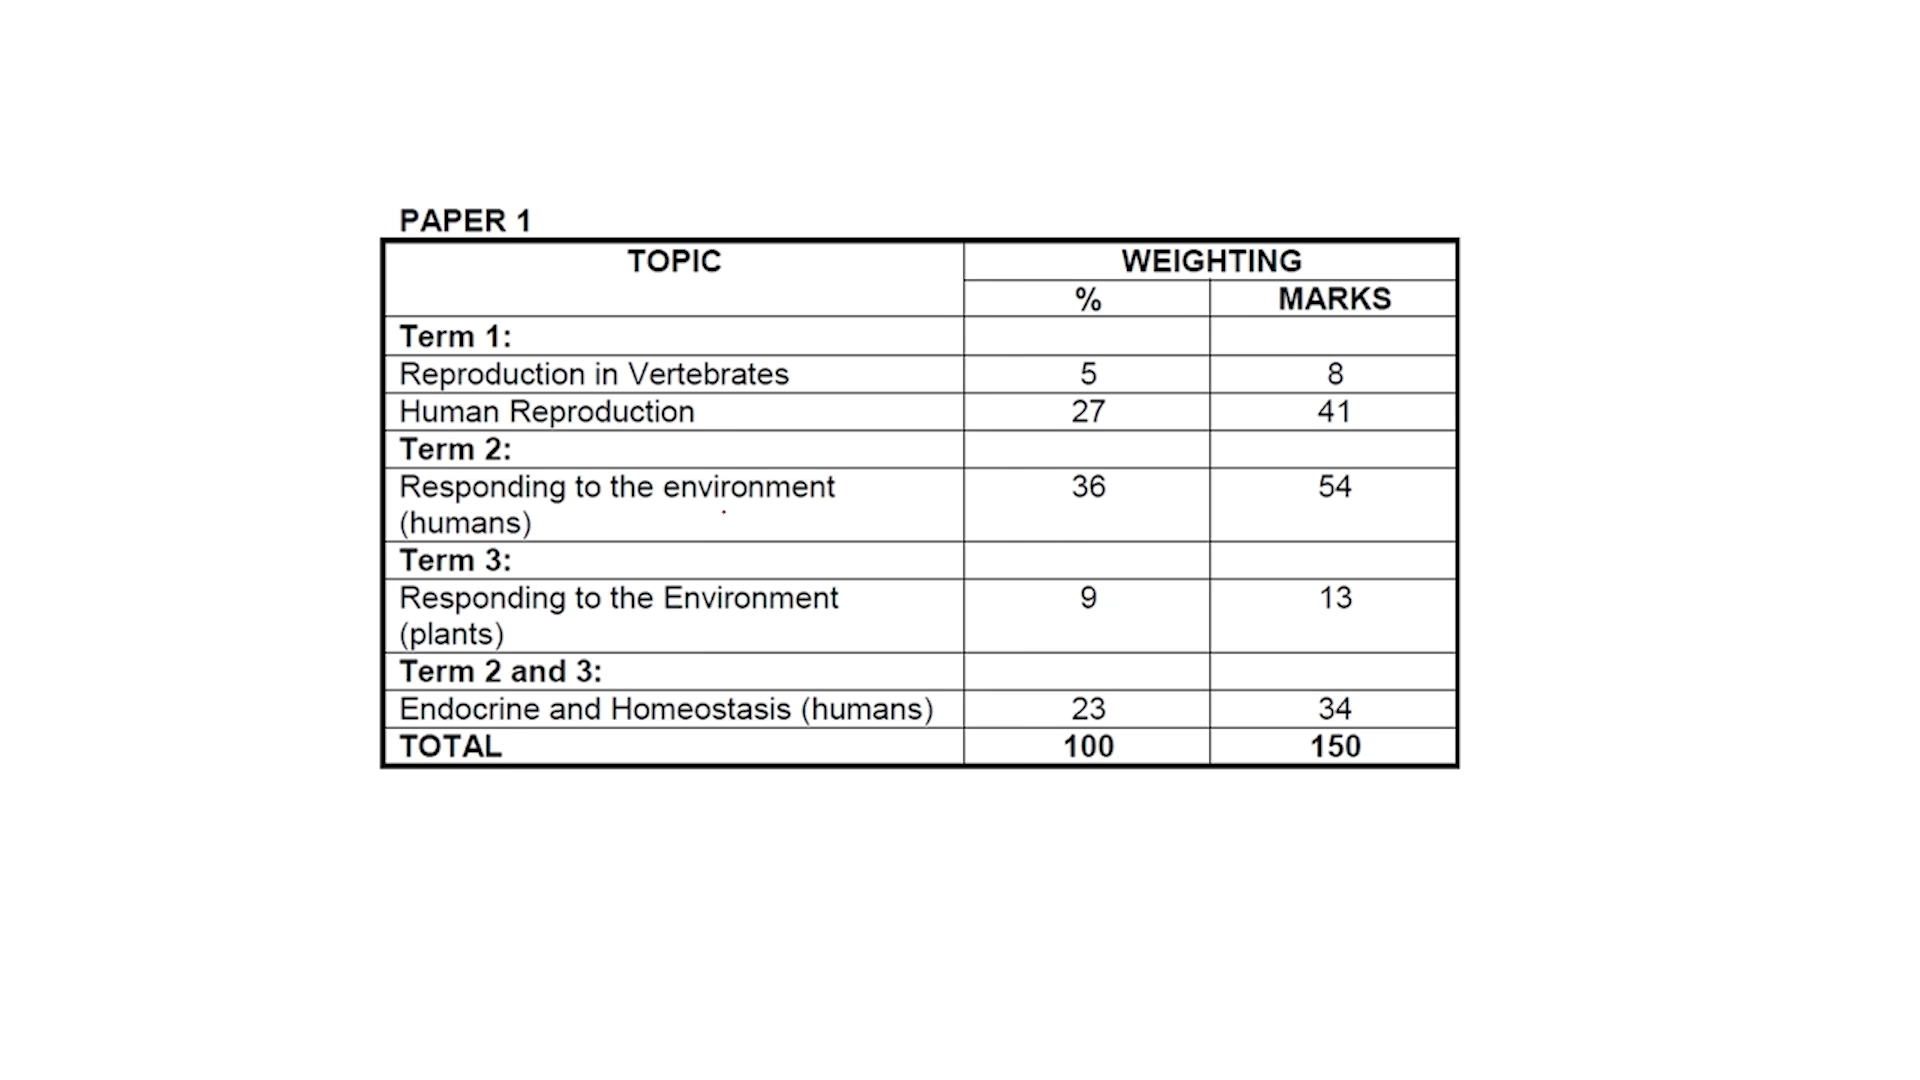 PAPER 1
TOPIC WEIGHTING
% MARKS
Term 1:
Reproduction in Vertebrates 5 8
Human Reproduction 27 41
Term 2:
Responding to the environment 36 54
(humans)
Term 3:
Responding to the Environment 9 13
(plants)
Term 2 and 3:
Endocrine and Homeostasis (humans) 23 34
TOTAL 100 150